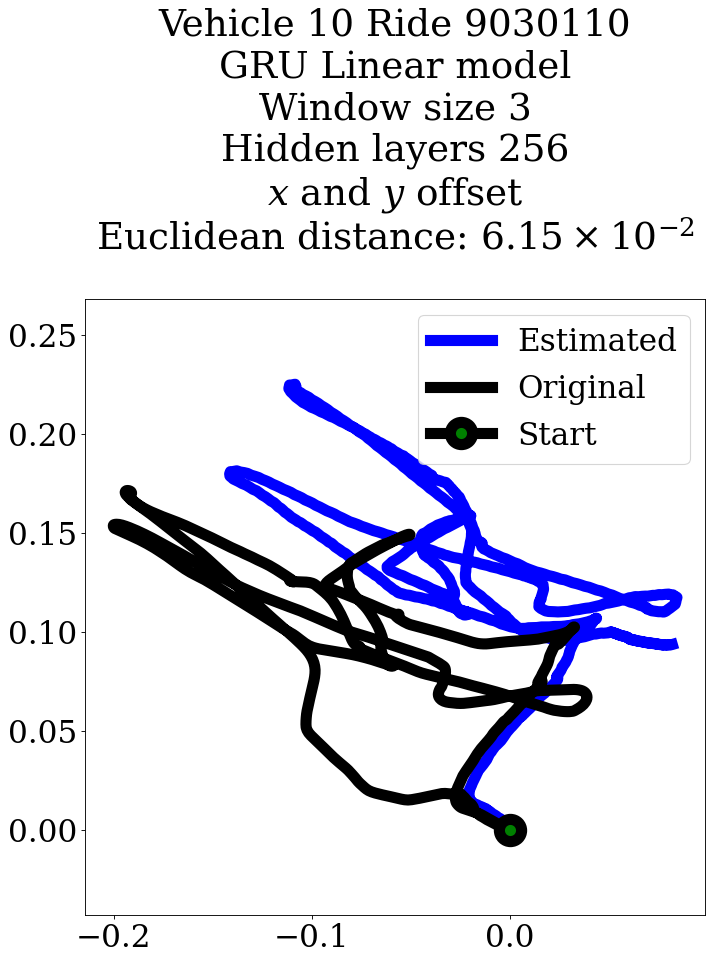 Vehicle 10 Ride 9030110
GRU Linear model
Window size 3
Hidden layers 256
x and y offset
Euclidean distance: 6.15 × 10⁻²
Estimated
Original
Start
0.25
0.20
0.15
0.10
0.05
0.00
−0.2
−0.1
0.0